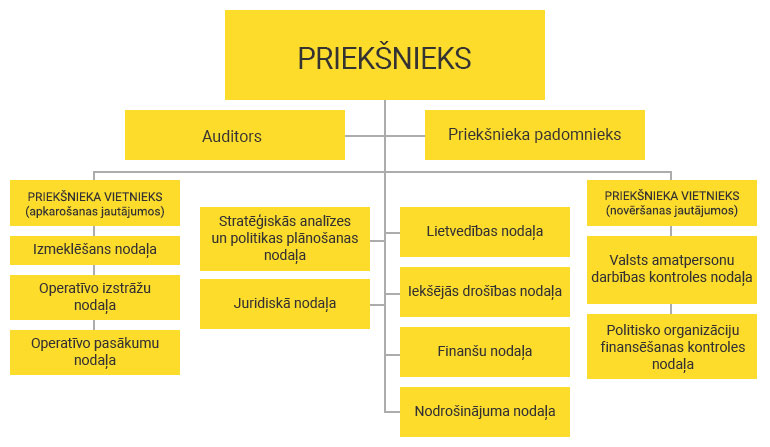 PRIEKŠNIEKS
Auditors
Priekšnieka padomnieks
PRIEKŠNIEKA VIETNIEKS
(apkarošanas jautājumos)
Izmeklēšans nodaļa
Operatīvo izstrāžu
nodaļa
Operatīvo pasākumu
nodaļa
Stratēģiskās analīzes
un politikas plānošanas
nodaļa
Juridiskā nodaļa
Lietvedības nodaļa
Iekšējās drošības nodaļa
Finanšu nodaļa
Nodrošinājuma nodaļa
PRIEKŠNIEKA VIETNIEKS
(novēršanas jautājumos)
Valsts amatpersonu
darbības kontroles nodaļa
Politisko organizāciju
finansēšanas kontroles
nodaļa